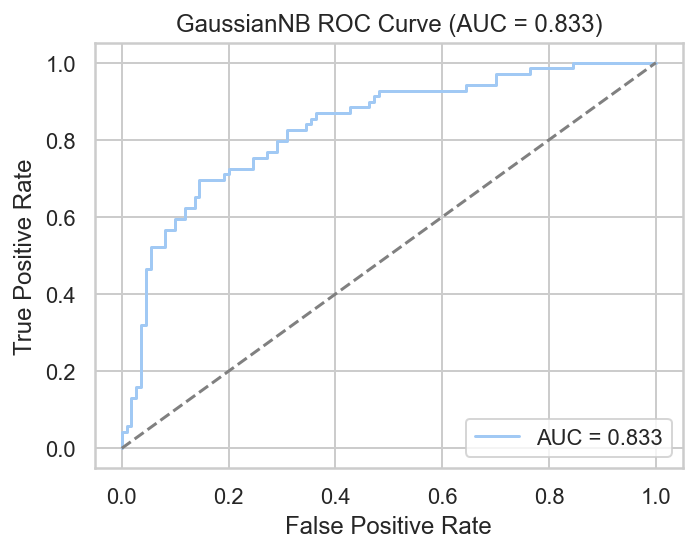 GaussianNB ROC Curve (AUC = 0.833)
1.0
0.8
0.6
0.4
0.2
0.0
True Positive Rate
AUC = 0.833
0.0 0.2 0.4 0.6 0.8 1.0
False Positive Rate